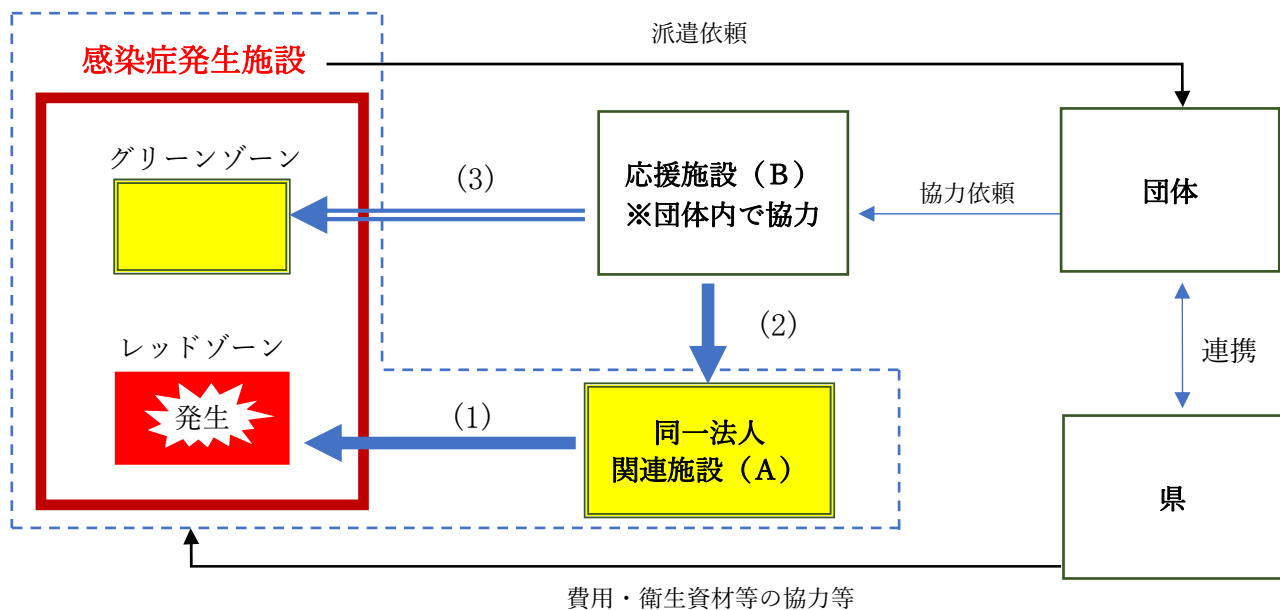 派遣依頼
感染症発生施設
グリーンゾーン
(3)
応援施設（B）
※団体内で協力
協力依頼
団体
(2)
レッドゾーン
発生
(1)
同一法人
関連施設（A）
連携
県
費用・衛生資材等の協力等